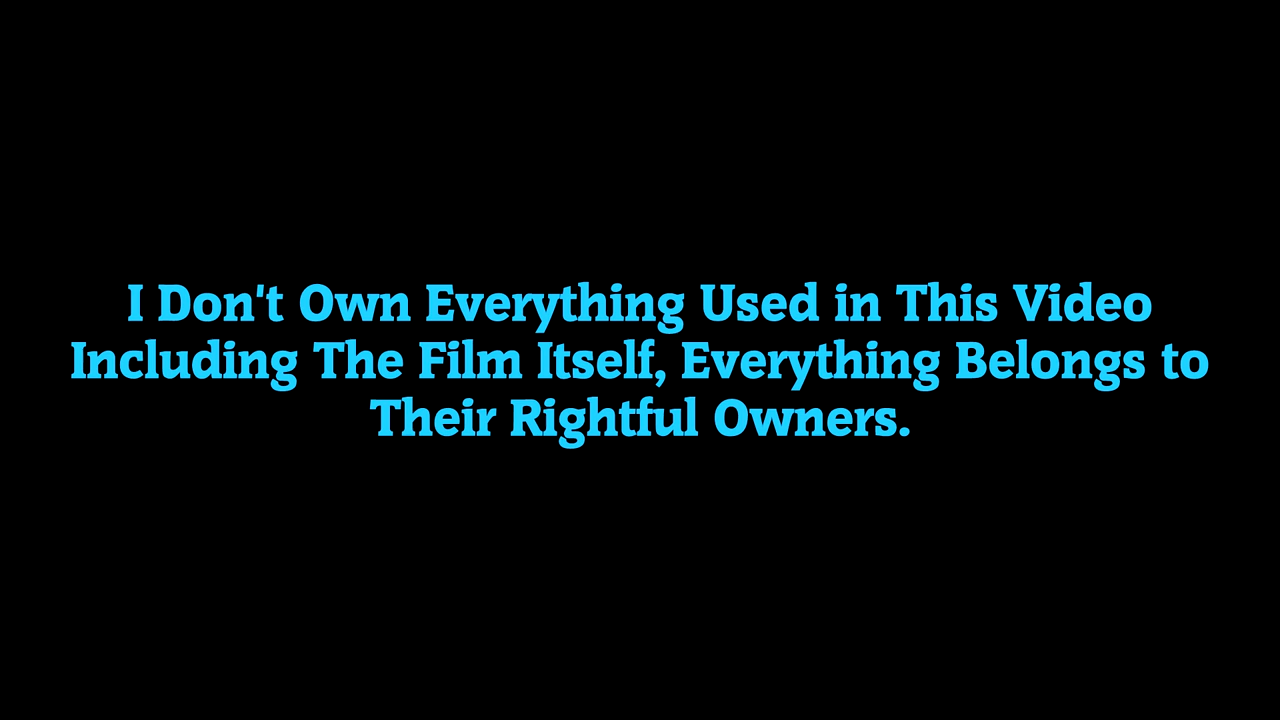 I Don't Own Everything Used in This Video
Including The Film Itself, Everything Belongs to
Their Rightful Owners.